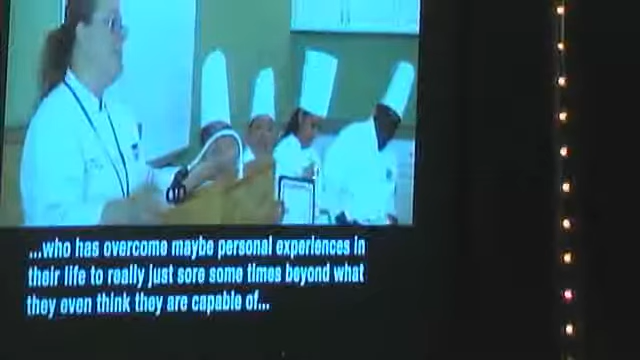 ...who has overcome maybe personal experiences in
their life to really just sore some times beyond what
they even think they are capable of...